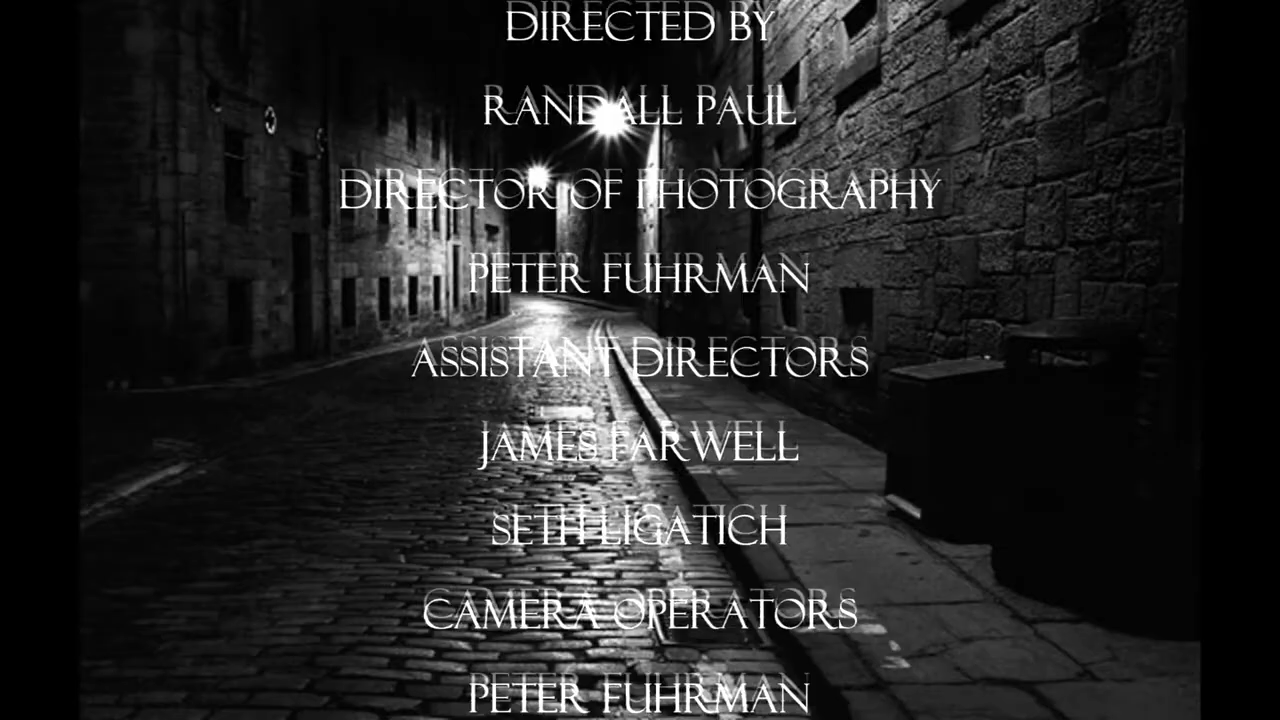 DIRECTED BY
RANDALL PAUL
DIRECTOR OF PHOTOGRAPHY
PETER FUHRMAN
ASSISTANT DIRECTORS
JAMES FARWELL
SETH LIGATICH
CAMERA OPERATORS
PETER FUHRMAN